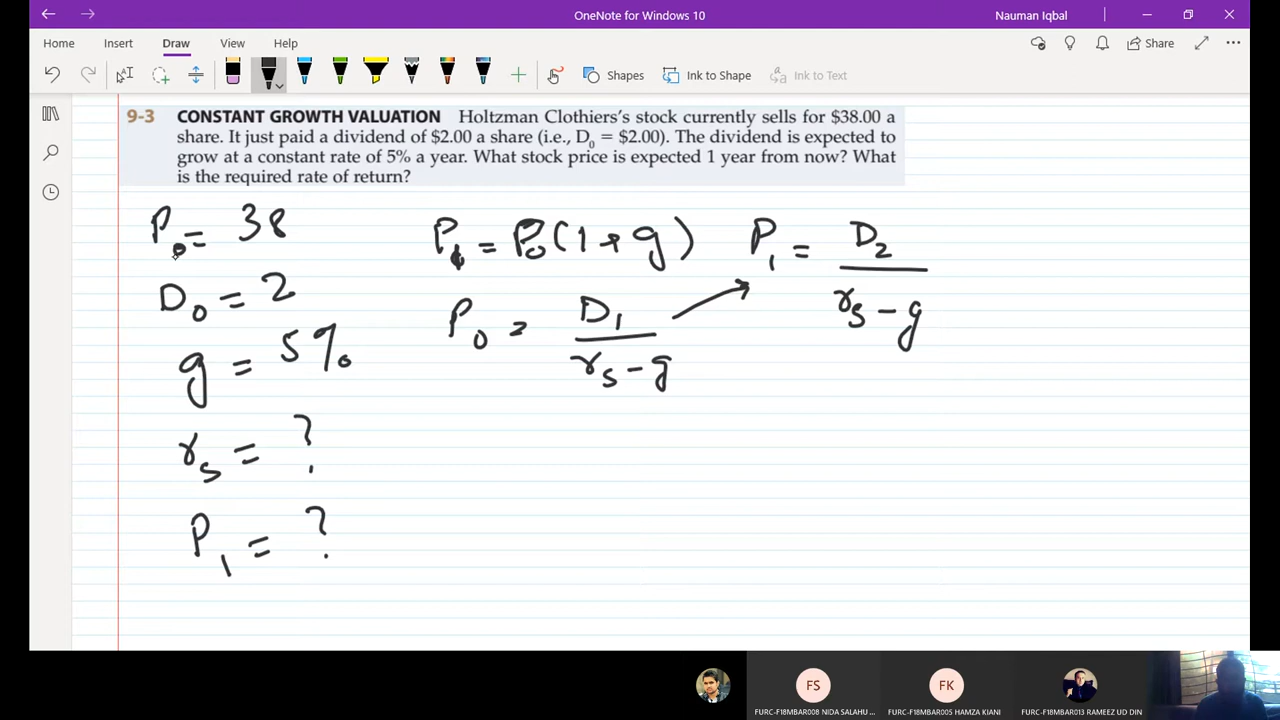 OneNote for Windows 10
Nauman Iqbal
Home Insert Draw View Help
Share
Shapes Ink to Shape Ink to Text
9-3 CONSTANT GROWTH VALUATION Holtzman Clothiers's stock currently sells for $38.00 a
share. It just paid a dividend of $2.00 a share (i.e., D₀ = $2.00). The dividend is expected to
grow at a constant rate of 5% a year. What stock price is expected 1 year from now? What
is the required rate of return?
P₀ = 38
D₀ = 2
g = 5%
rₛ = ?
P₁ = ?
P₁ = P₀(1+g)
P₀ = D₁ / rₛ - g
P₁ = D₂ / rₛ - g
FS FK
FURC-F18MBAR008 NIDA SALAHU ... FURC-F18MBAR005 HAMZA KIANI FURC-F18MBAR013 RAMEEZ UD DIN